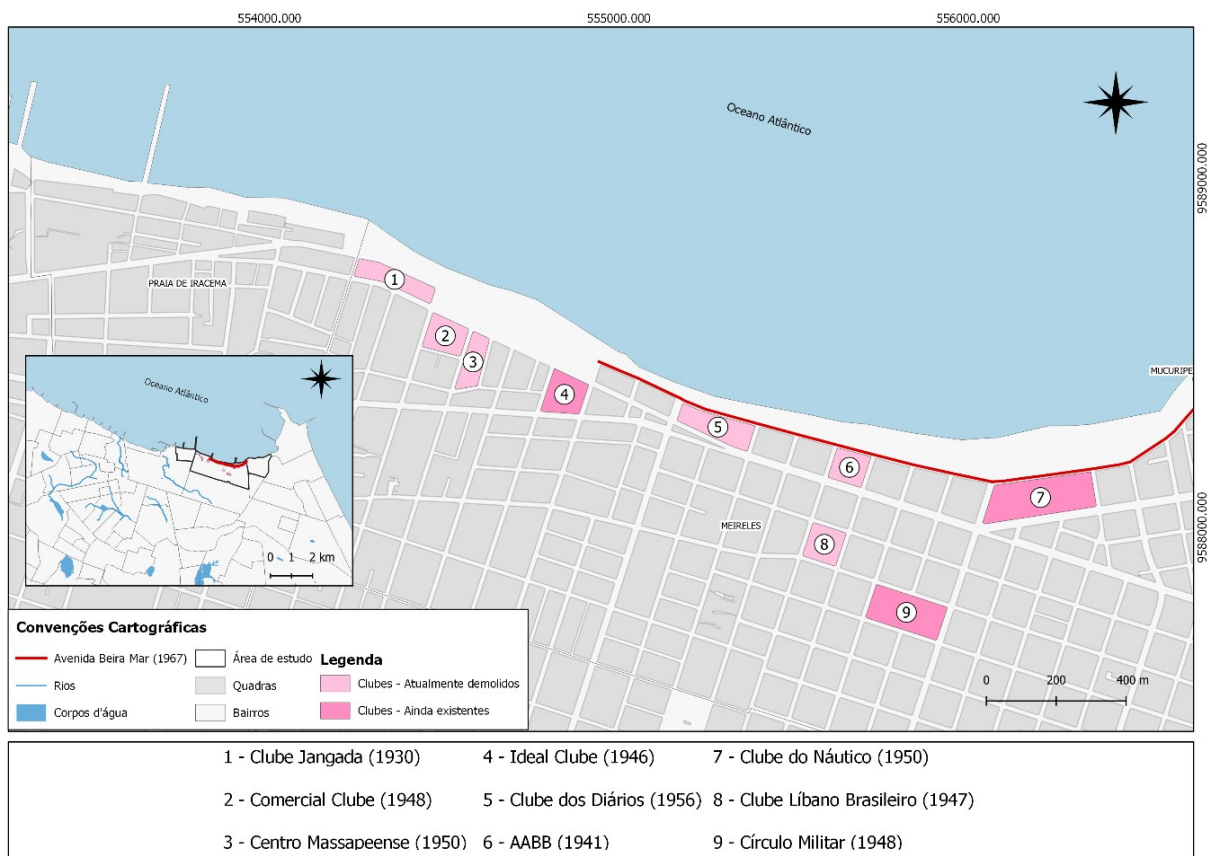 554000.000 555000.000 556000.000
Oceano Atlântico
9589000.000
PRAIA DE IRACEMA
1
2
3
4
MUCURIPE
5
6
7
MEIRELES
8
9
9588000.000
Oceano Atlântico
0 1 2 km
Convenções Cartográficas
Avenida Beira Mar (1967) Área de estudo Legenda
Rios Quadras Clubes - Atualmente demolidos
Corpos d'água Bairros Clubes - Ainda existentes
0 200 400 m
1 - Clube Jangada (1930) 4 - Ideal Clube (1946) 7 - Clube do Náutico (1950)
2 - Comercial Clube (1948) 5 - Clube dos Diários (1956) 8 - Clube Líbano Brasileiro (1947)
3 - Centro Massapeense (1950) 6 - AABB (1941) 9 - Círculo Militar (1948)